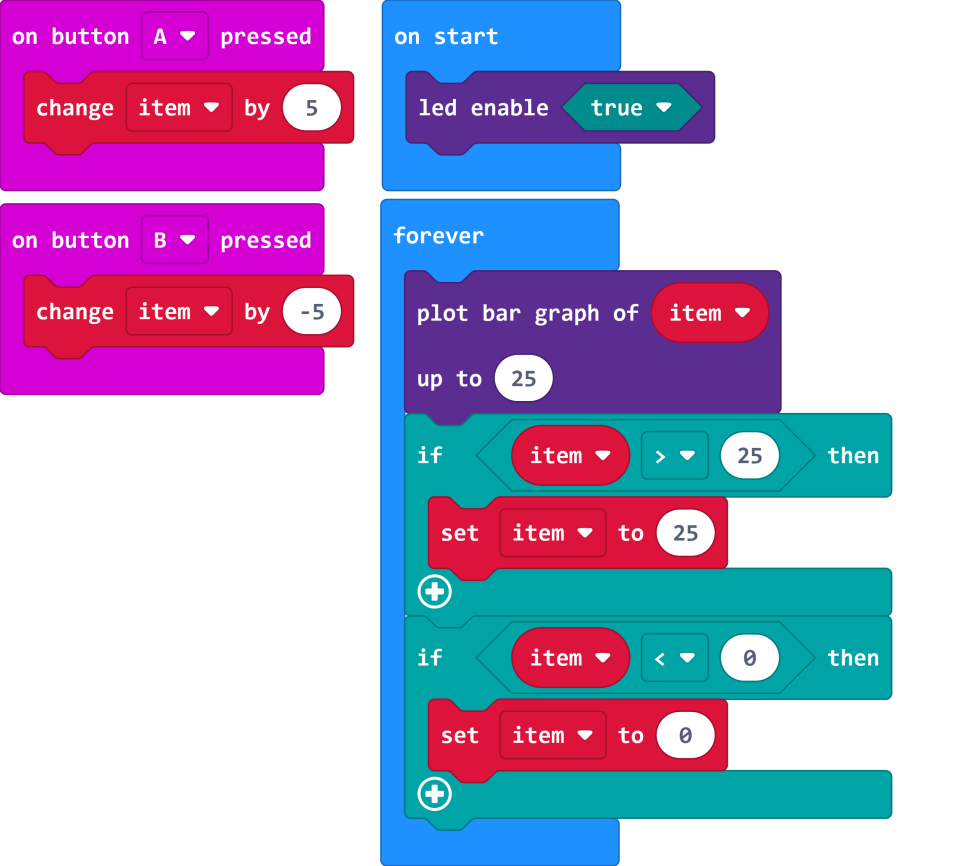 on button A pressed
change item by 5
on button B pressed
change item by -5
on start
led enable true
forever
plot bar graph of item
up to 25
if item > 25 then
set item to 25
if item < 0 then
set item to 0